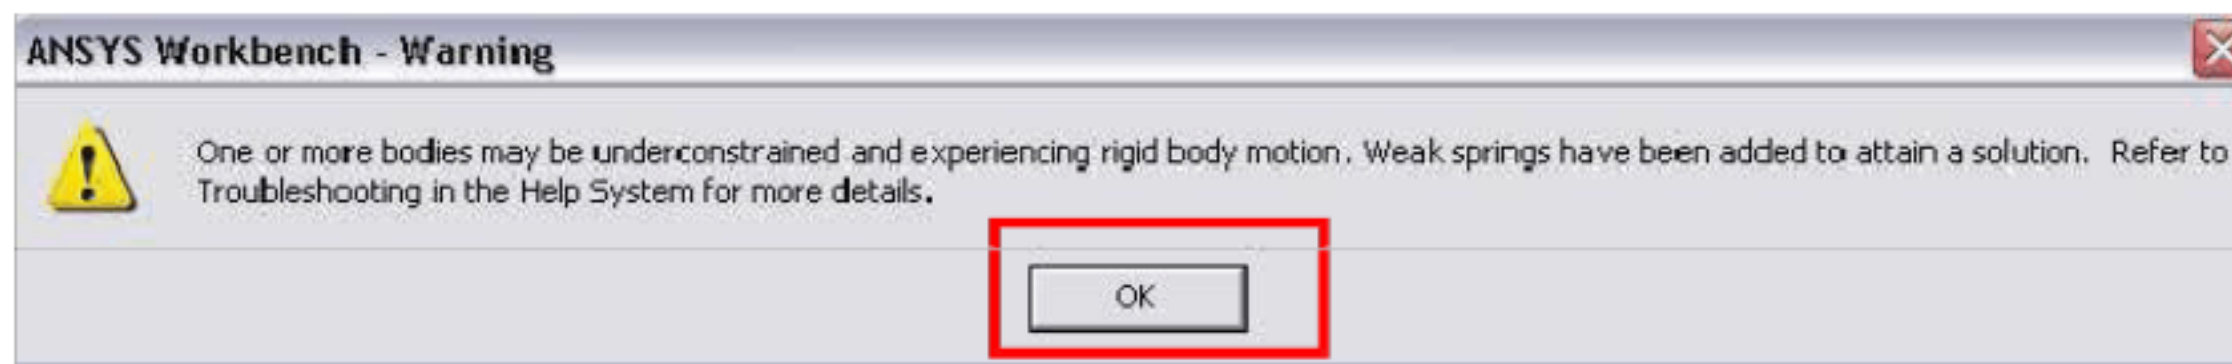 ANSYS Workbench - Warning
One or more bodies may be underconstrained and experiencing rigid body motion. Weak springs have been added to attain a solution. Refer to
Troubleshooting in the Help System for more details.
OK